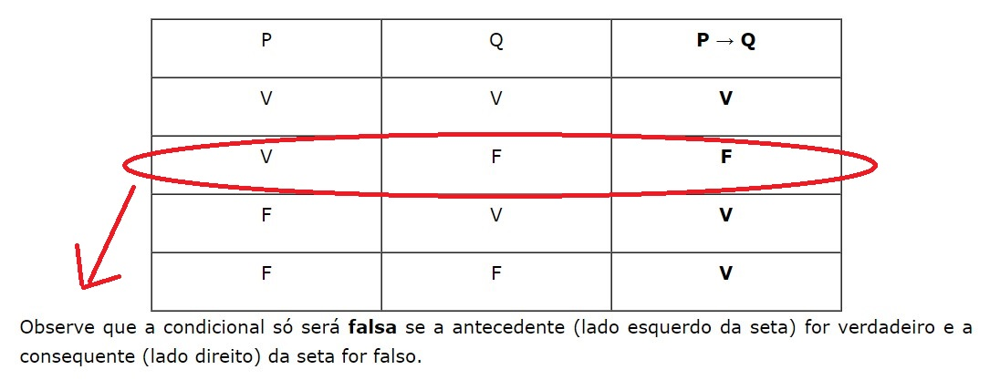 P Q P → Q
V V V
V F F
F V V
F F V
Observe que a condicional só será falsa se a antecedente (lado esquerdo da seta) for verdadeiro e a
consequente (lado direito) da seta for falso.